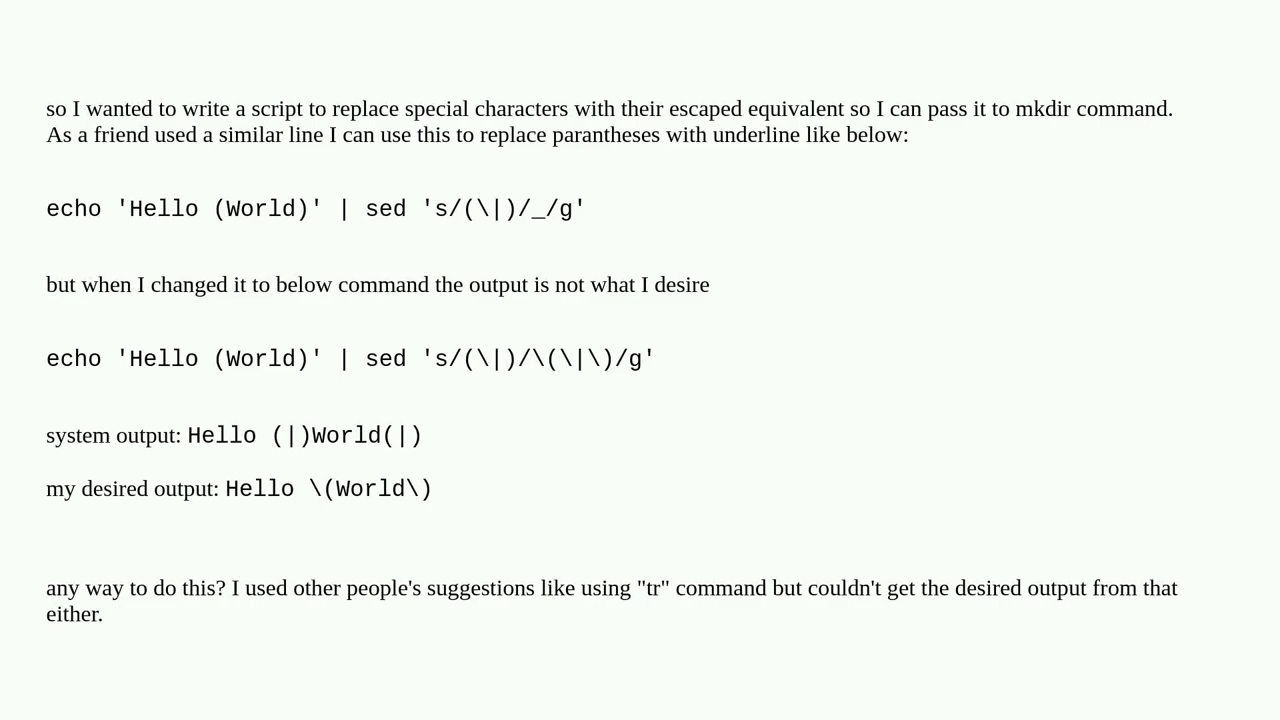 so I wanted to write a script to replace special characters with their escaped equivalent so I can pass it to mkdir command.
As a friend used a similar line I can use this to replace parantheses with underline like below:
echo 'Hello (World)' | sed 's/(\|)/_/g'
but when I changed it to below command the output is not what I desire
echo 'Hello (World)' | sed 's/(\|)/\(\|\)/g'
system output: Hello (|)World(|)
my desired output: Hello \(World\)
any way to do this? I used other people's suggestions like using "tr" command but couldn't get the desired output from that
either.